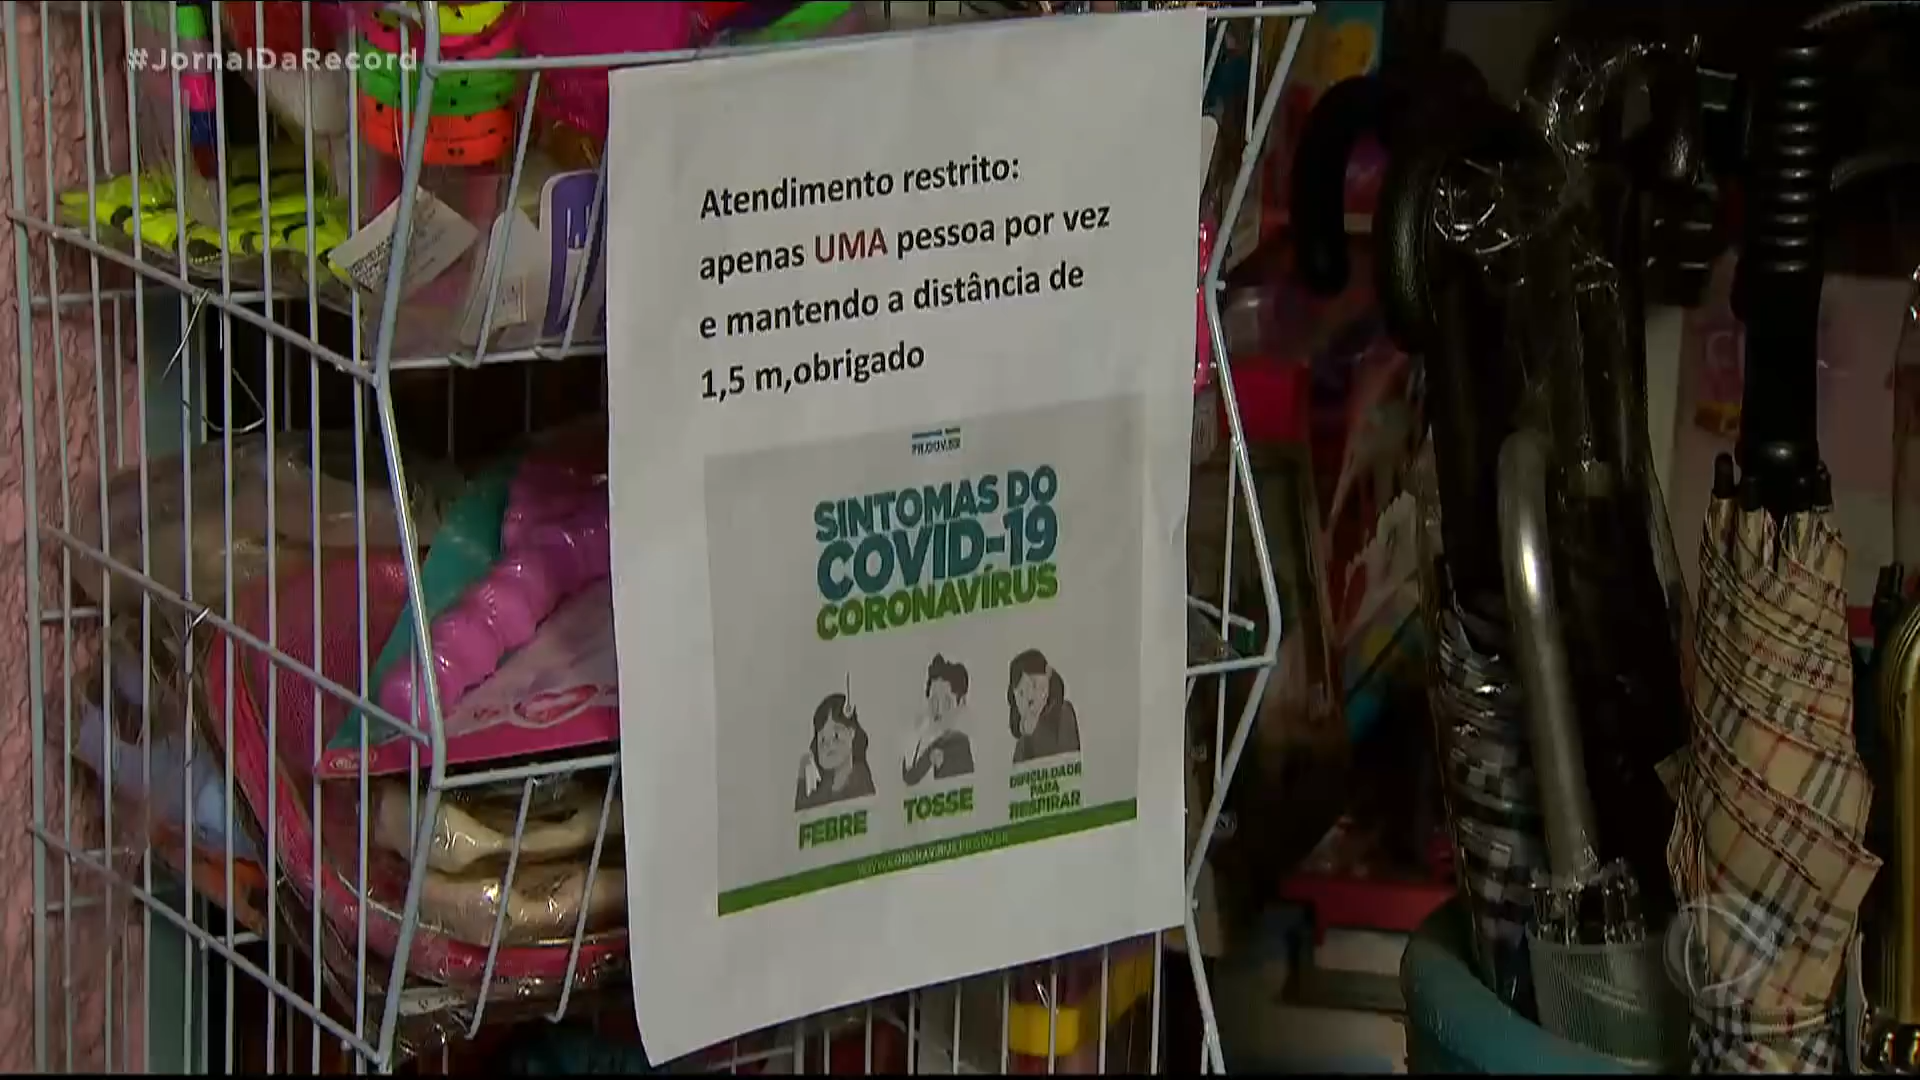 #JornalDaRecord
Atendimento restrito:
apenas UMA pessoa por vez
e mantendo a distância de
1,5 m,obrigado
SINTOMAS DO
COVID-19
CORONAVÍRUS
FEBRE
TOSSE
DIFICULDADE
PARA
RESPIRAR